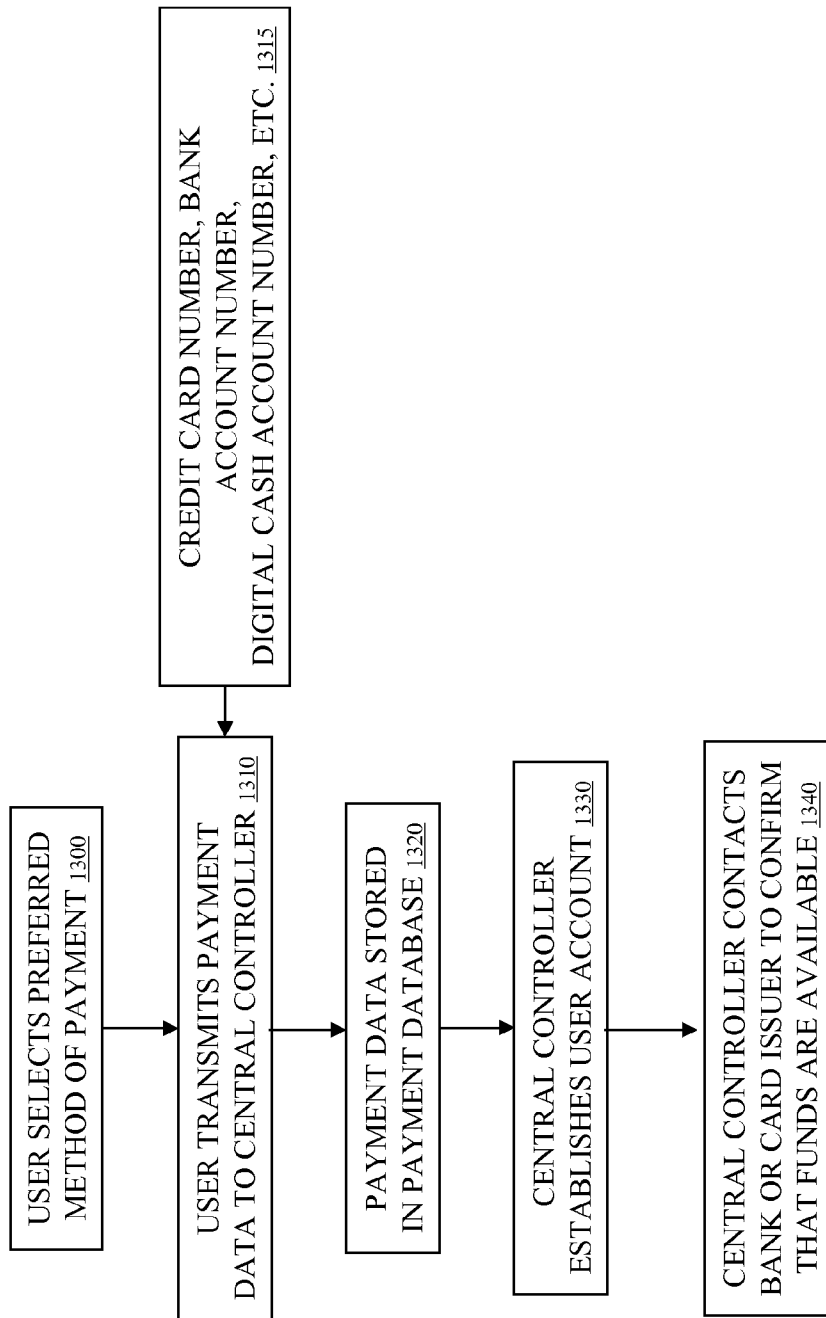 USER SELECTS PREFERRED
METHOD OF PAYMENT 1300
USER TRANSMITS PAYMENT
DATA TO CENTRAL CONTROLLER 1310
CREDIT CARD NUMBER, BANK
ACCOUNT NUMBER,
DIGITAL CASH ACCOUNT NUMBER, ETC. 1315
PAYMENT DATA STORED
IN PAYMENT DATABASE 1320
CENTRAL CONTROLLER
ESTABLISHES USER ACCOUNT 1330
CENTRAL CONTROLLER CONTACTS
BANK OR CARD ISSUER TO CONFIRM
THAT FUNDS ARE AVAILABLE 1340